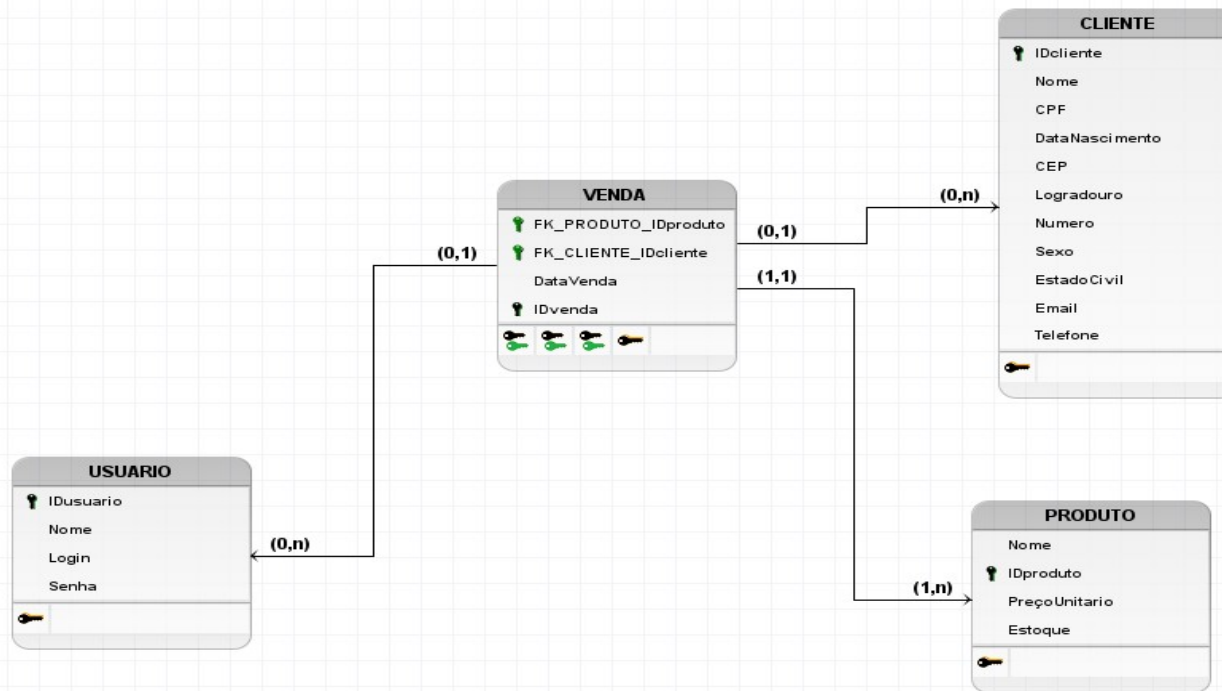 CLIENTE
IDcliente
Nome
CPF
DataNascimento
CEP
Logradouro
Numero
Sexo
EstadoCivil
Email
Telefone
(0,n)
VENDA
FK_PRODUTO_IDproduto
FK_CLIENTE_IDcliente
DataVenda
IDvenda
(0,1)
(0,1)
(1,1)
USUARIO
IDusuario
Nome
Login
Senha
(0,n)
PRODUTO
Nome
IDproduto
PreçoUnitario
Estoque
(1,n)